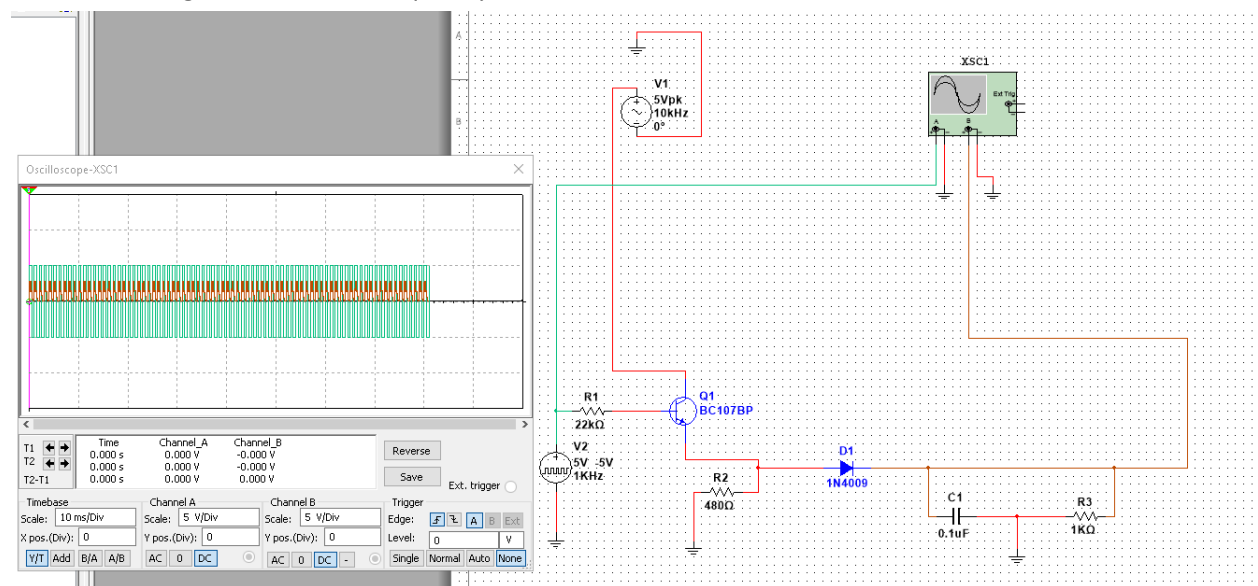 A
B
V1
5Vpk
10kHz
0°
XSC1
Ext Trig
A
B
Oscilloscope-XSC1
T1
T2
T2-T1
Time Channel_A Channel_B
0.000 s 0.000 V -0.000 V
0.000 s 0.000 V -0.000 V
0.000 s 0.000 V 0.000 V
Reverse
Save
Ext. trigger
Timebase
Scale: 10 ms/Div
X pos.(Div): 0
Y/T Add B/A A/B
Channel A
Scale: 5 V/Div
Y pos.(Div): 0
AC 0 DC
Channel B
Scale: 5 V/Div
Y pos.(Div): 0
AC 0 DC -
Trigger
Edge: A B Ext
Level: 0 V
Single Normal Auto None
R1
22kΩ
Q1
BC107BP
V2
5V -5V
1KHz
R2
480Ω
D1
1N4009
C1
0.1uF
R3
1KΩ